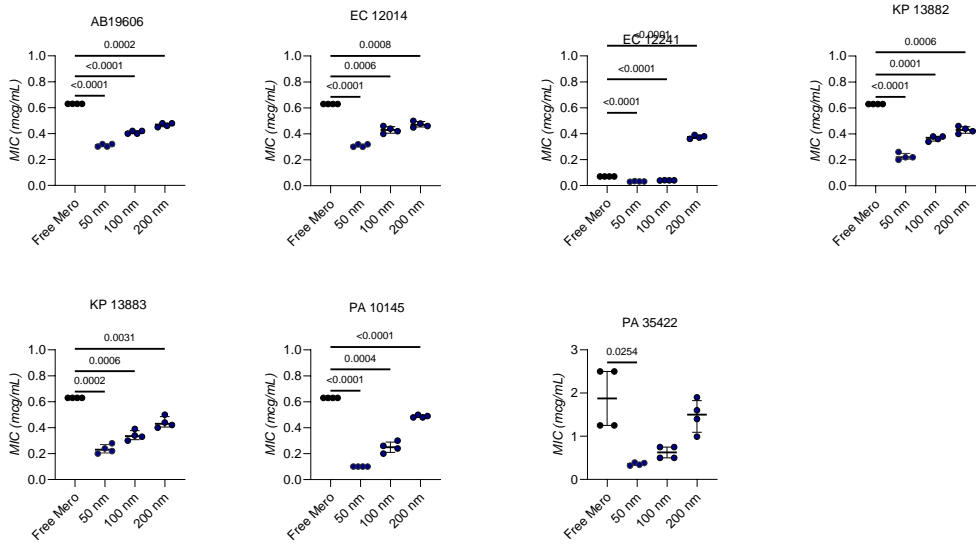 AB19606
0.0002
<0.0001
<0.0001
1.0
0.8
0.6
0.4
0.2
0.0
MIC (mcg/mL)
Free Mero
50 nm
100 nm
200 nm
EC 12014
0.0008
0.0006
<0.0001
1.0
0.8
0.6
0.4
0.2
0.0
MIC (mcg/mL)
Free Mero
50 nm
100 nm
200 nm
EC 12241
<0.0001
<0.0001
<0.0001
1.0
0.8
0.6
0.4
0.2
0.0
MIC (mcg/mL)
Free Mero
50 nm
100 nm
200 nm
KP 13882
0.0006
0.0001
<0.0001
1.0
0.8
0.6
0.4
0.2
0.0
MIC (mcg/mL)
Free Mero
50 nm
100 nm
200 nm
KP 13883
0.0031
0.0006
0.0002
1.0
0.8
0.6
0.4
0.2
0.0
MIC (mcg/mL)
Free Mero
50 nm
100 nm
200 nm
PA 10145
<0.0001
0.0004
<0.0001
1.0
0.8
0.6
0.4
0.2
0.0
MIC (mcg/mL)
Free Mero
50 nm
100 nm
200 nm
PA 35422
0.0254
3
2
1
0
MIC (mcg/mL)
Free Mero
50 nm
100 nm
200 nm